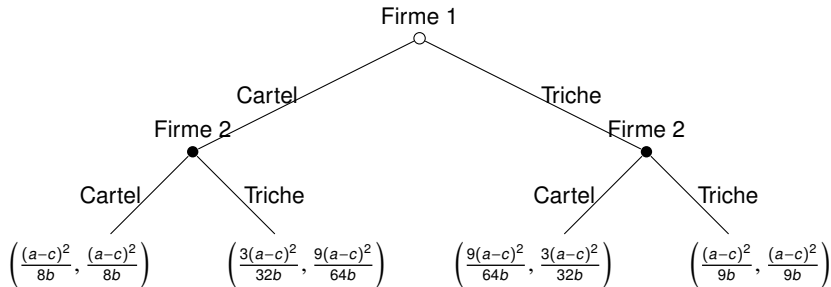 Firme 1
Cartel Triche
Firme 2 Firme 2
Cartel Triche Cartel Triche
((a−c)²/8b, (a−c)²/8b) (3(a−c)²/32b, 9(a−c)²/64b) (9(a−c)²/64b, 3(a−c)²/32b) ((a−c)²/9b, (a−c)²/9b)